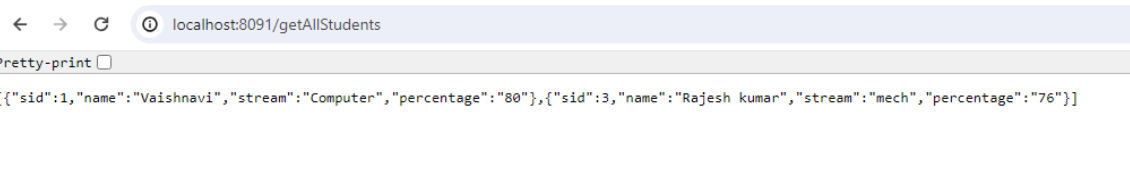 localhost:8091/getAllStudents
Pretty-print
[{"sid":1,"name":"Vaishnavi","stream":"Computer","percentage":"80"},{"sid":3,"name":"Rajesh kumar","stream":"mech","percentage":"76"}]